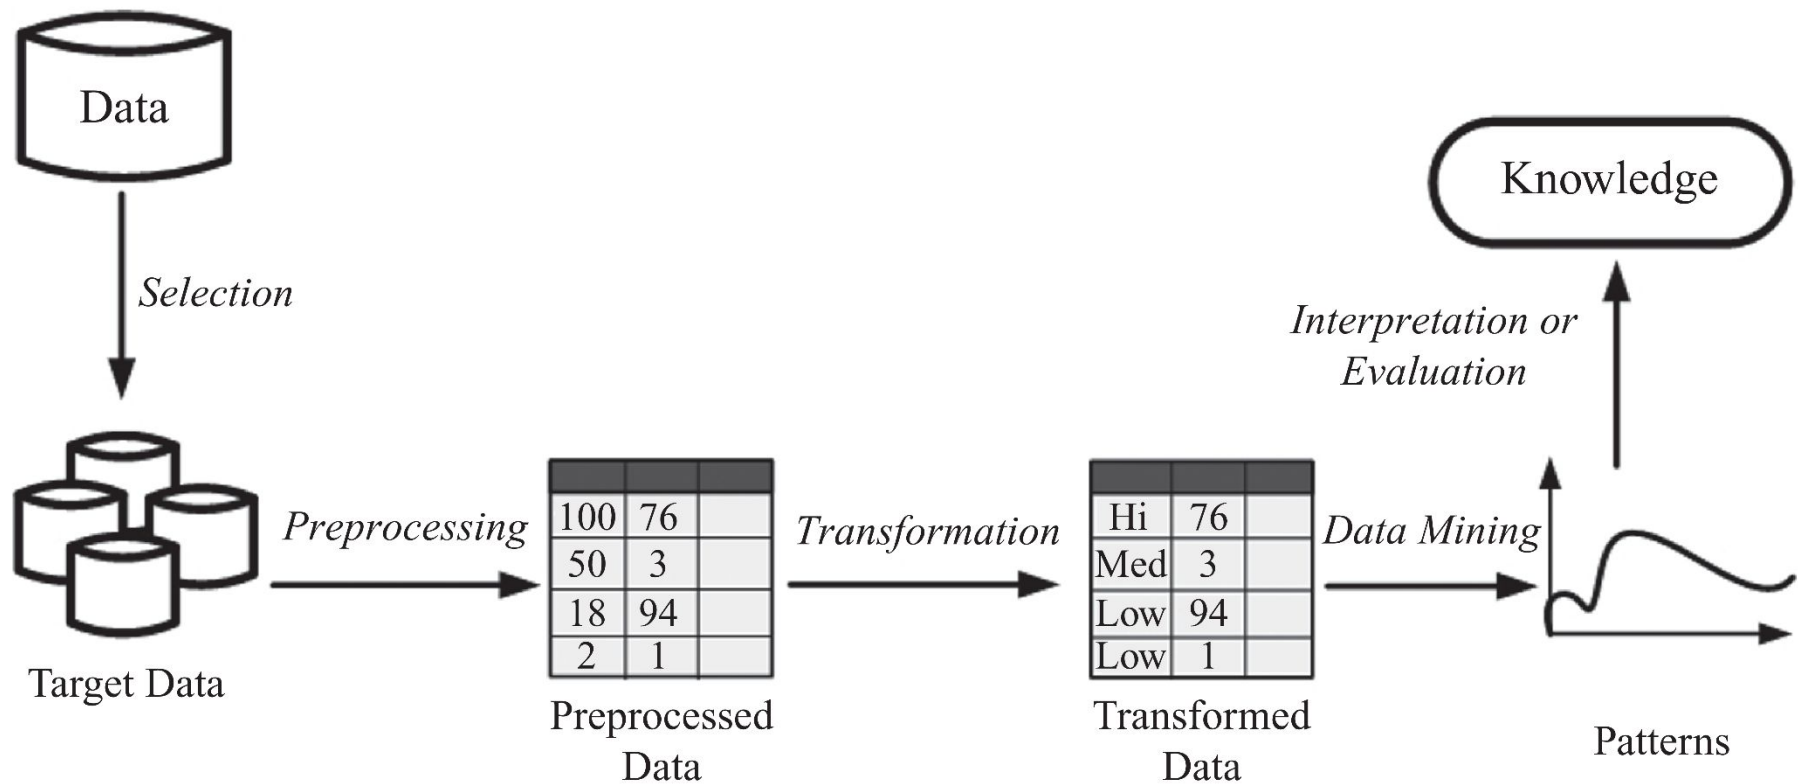 Data
Selection
Target Data
Preprocessing
100 76
50 3
18 94
2 1
Preprocessed
Data
Transformation
Hi 76
Med 3
Low 94
Low 1
Transformed
Data
Data Mining
Patterns
Interpretation or
Evaluation
Knowledge